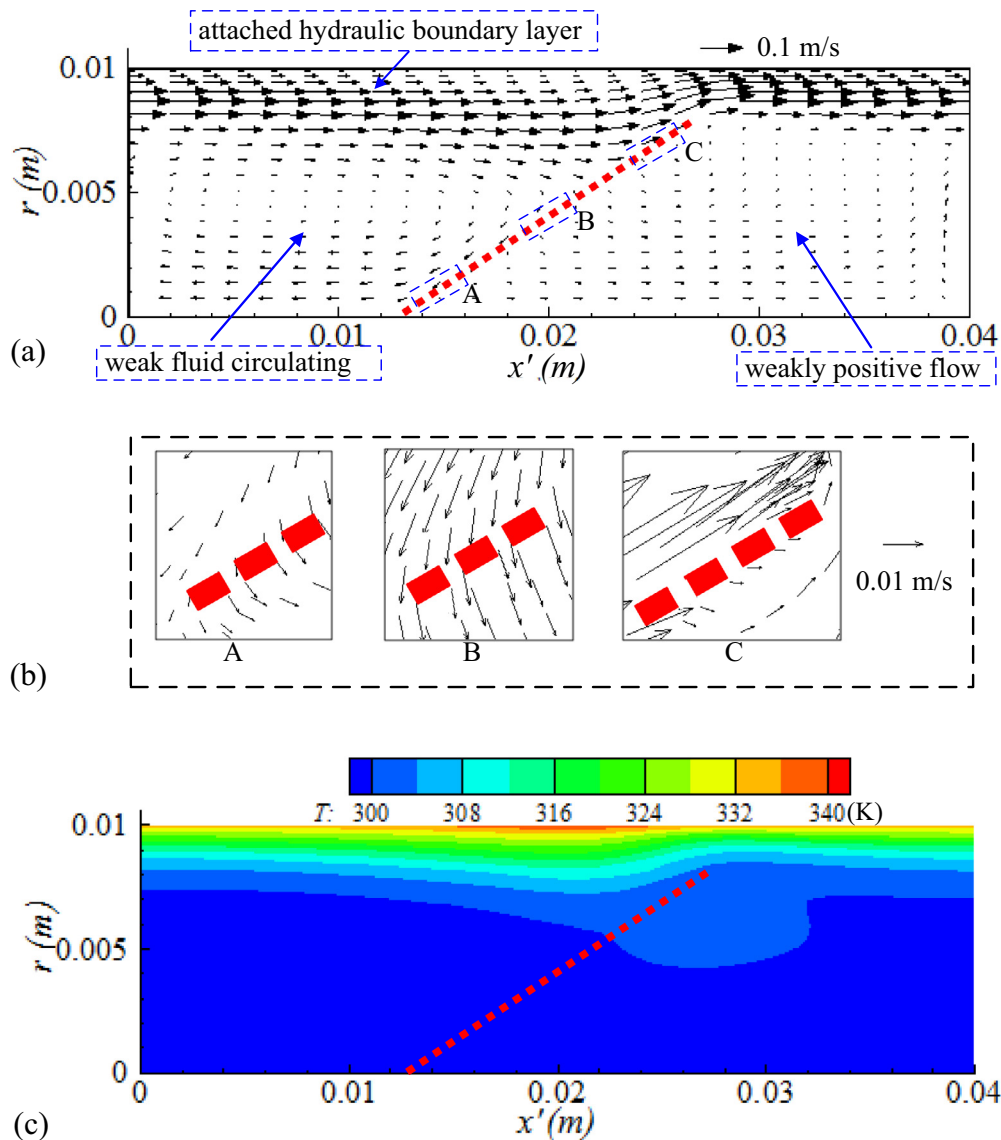 attached hydraulic boundary layer
0.1 m/s
0.01
0.005
0
r (m)
A
B
C
0
0.01
0.02
0.03
0.04
x' (m)
(a)
weak fluid circulating
weakly positive flow
A
B
C
0.01 m/s
(b)
T: 300 308 316 324 332 340 (K)
0.01
0.005
0
r (m)
0
0.01
0.02
0.03
0.04
x' (m)
(c)